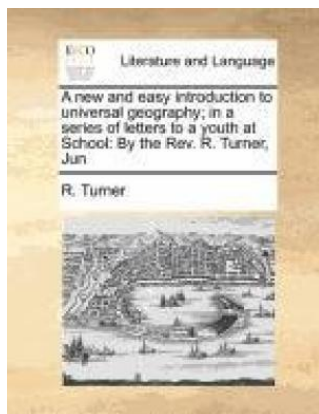 ECCO
Literature and Language
A new and easy introduction to
universal geography; in a
series of letters to a youth at
School: By the Rev. R. Turner,
Jun
R. Turner